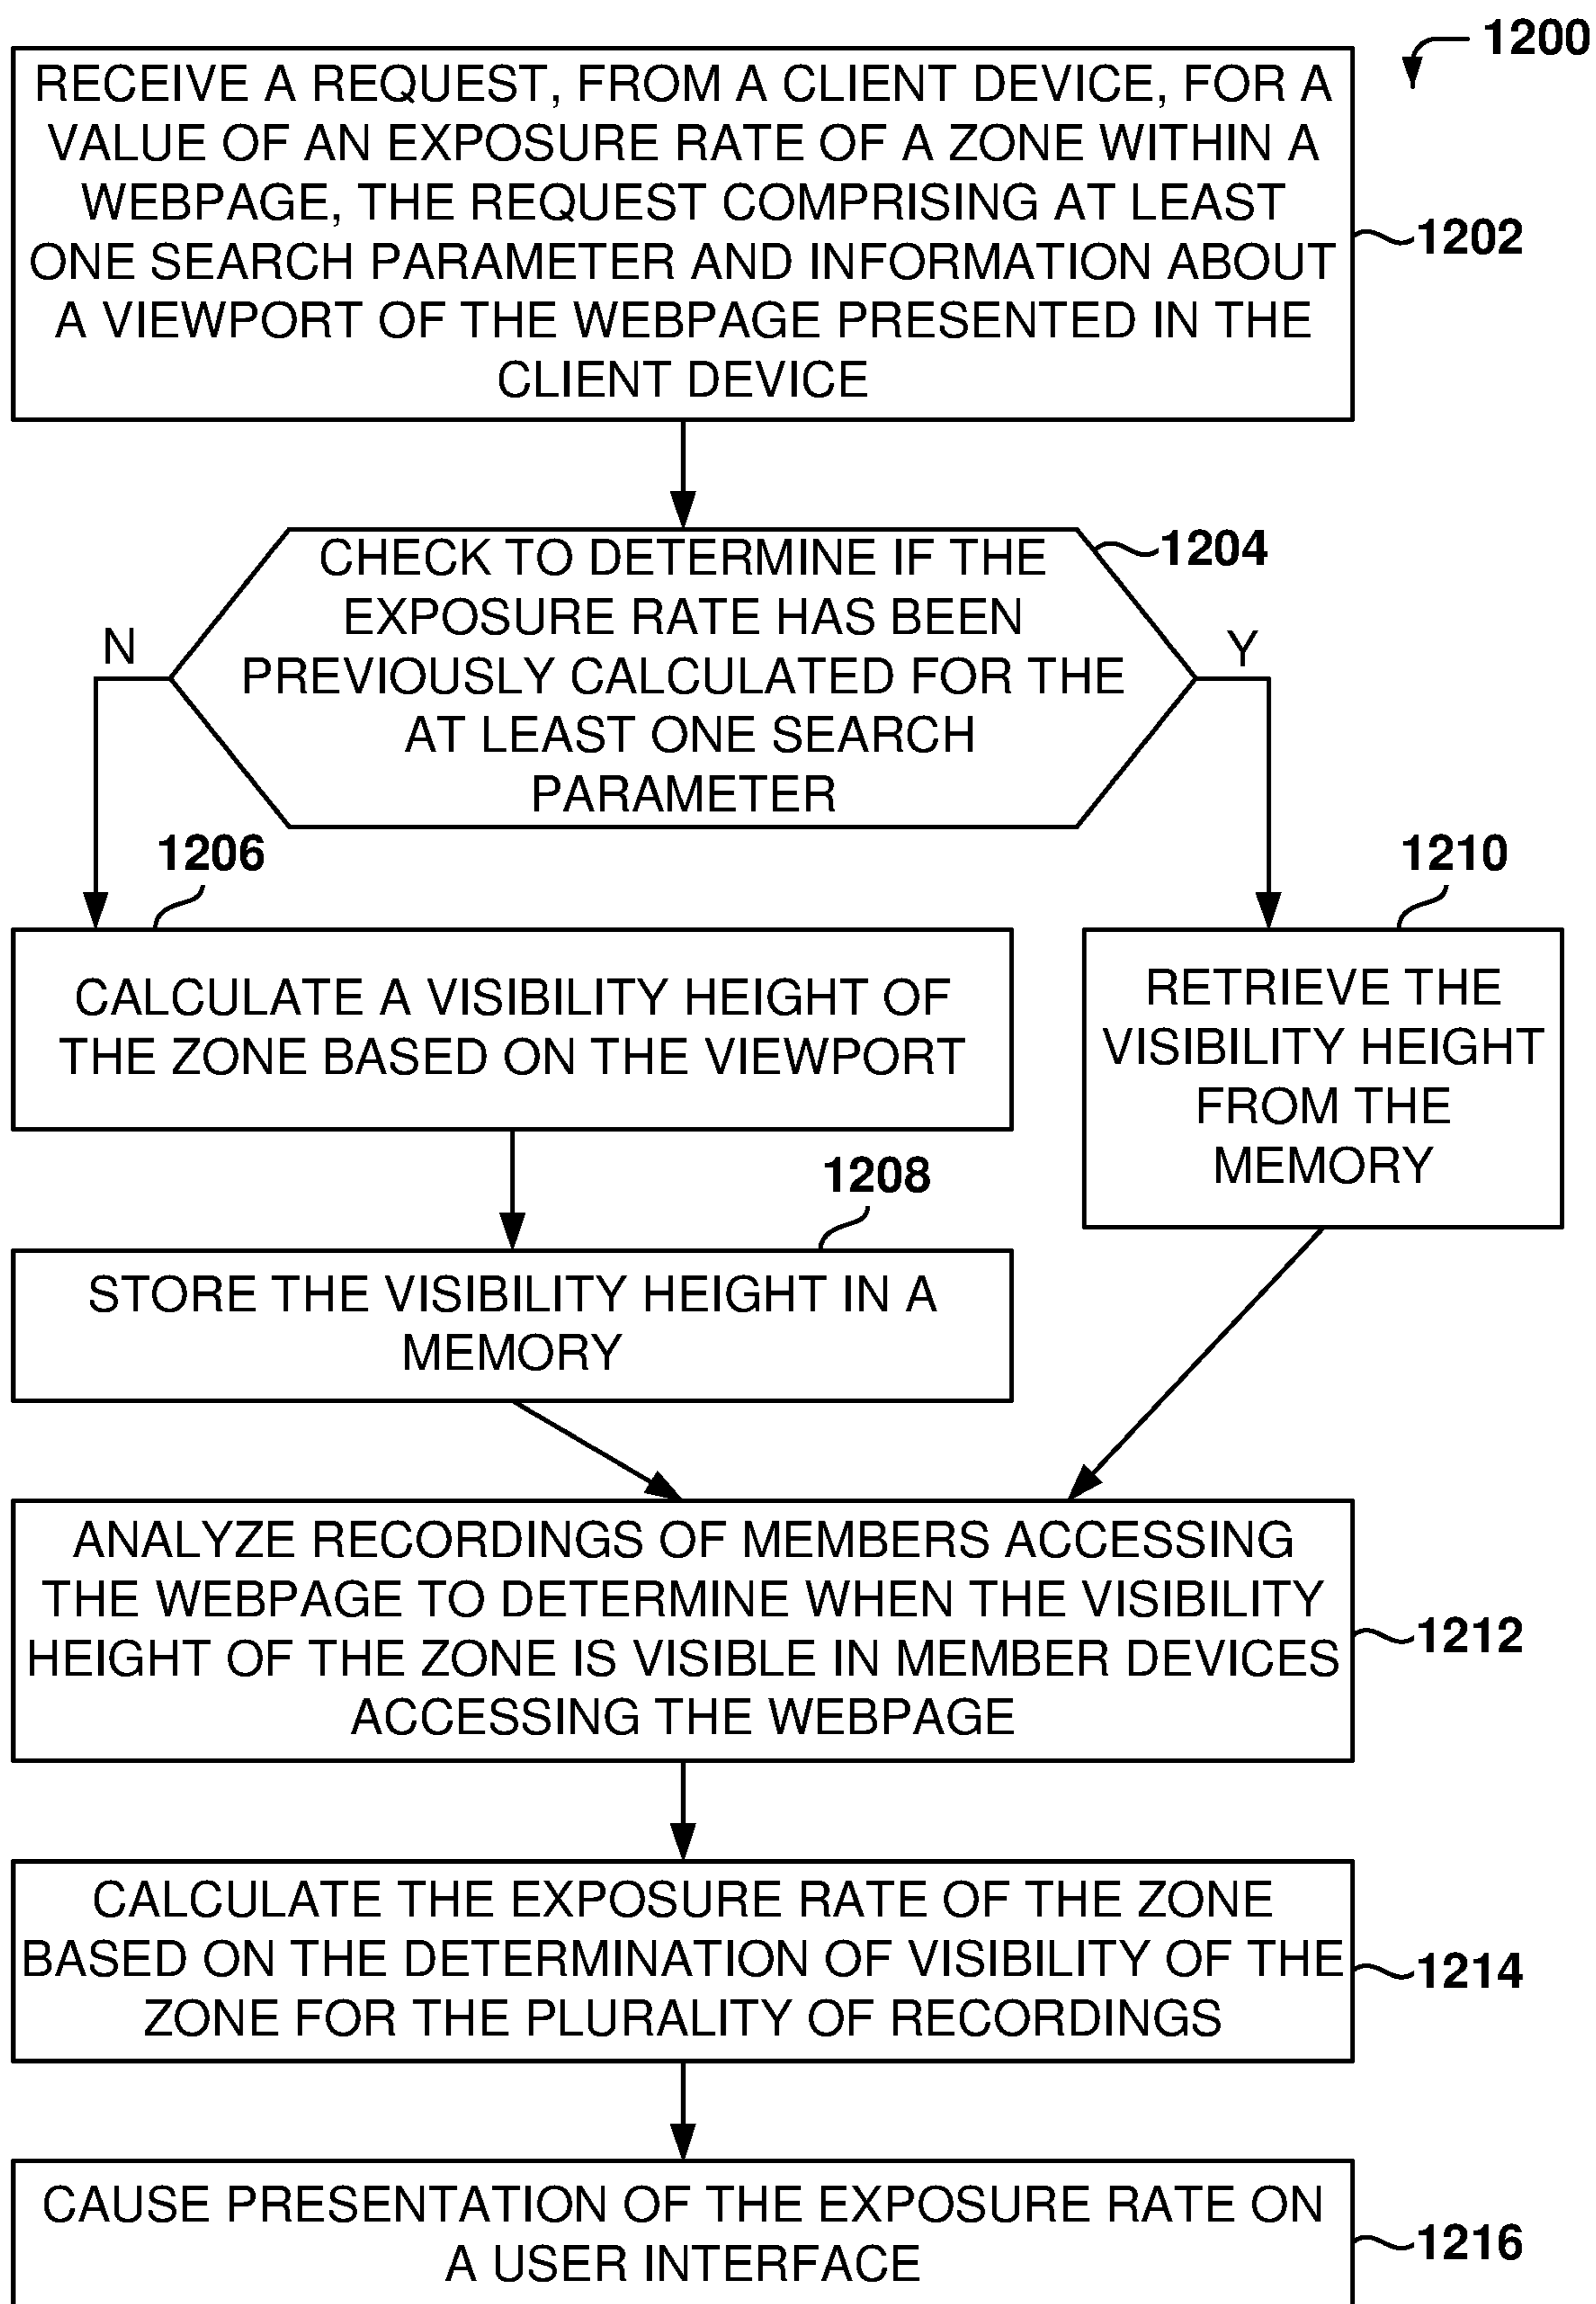 1200
RECEIVE A REQUEST, FROM A CLIENT DEVICE, FOR A
VALUE OF AN EXPOSURE RATE OF A ZONE WITHIN A
WEBPAGE, THE REQUEST COMPRISING AT LEAST
ONE SEARCH PARAMETER AND INFORMATION ABOUT
A VIEWPORT OF THE WEBPAGE PRESENTED IN THE
CLIENT DEVICE
1202
CHECK TO DETERMINE IF THE
EXPOSURE RATE HAS BEEN
PREVIOUSLY CALCULATED FOR THE
AT LEAST ONE SEARCH
PARAMETER
1204
N
Y
1206
CALCULATE A VISIBILITY HEIGHT OF
THE ZONE BASED ON THE VIEWPORT
1210
RETRIEVE THE
VISIBILITY HEIGHT
FROM THE
MEMORY
1208
STORE THE VISIBILITY HEIGHT IN A
MEMORY
ANALYZE RECORDINGS OF MEMBERS ACCESSING
THE WEBPAGE TO DETERMINE WHEN THE VISIBILITY
HEIGHT OF THE ZONE IS VISIBLE IN MEMBER DEVICES
ACCESSING THE WEBPAGE
1212
CALCULATE THE EXPOSURE RATE OF THE ZONE
BASED ON THE DETERMINATION OF VISIBILITY OF THE
ZONE FOR THE PLURALITY OF RECORDINGS
1214
CAUSE PRESENTATION OF THE EXPOSURE RATE ON
A USER INTERFACE
1216